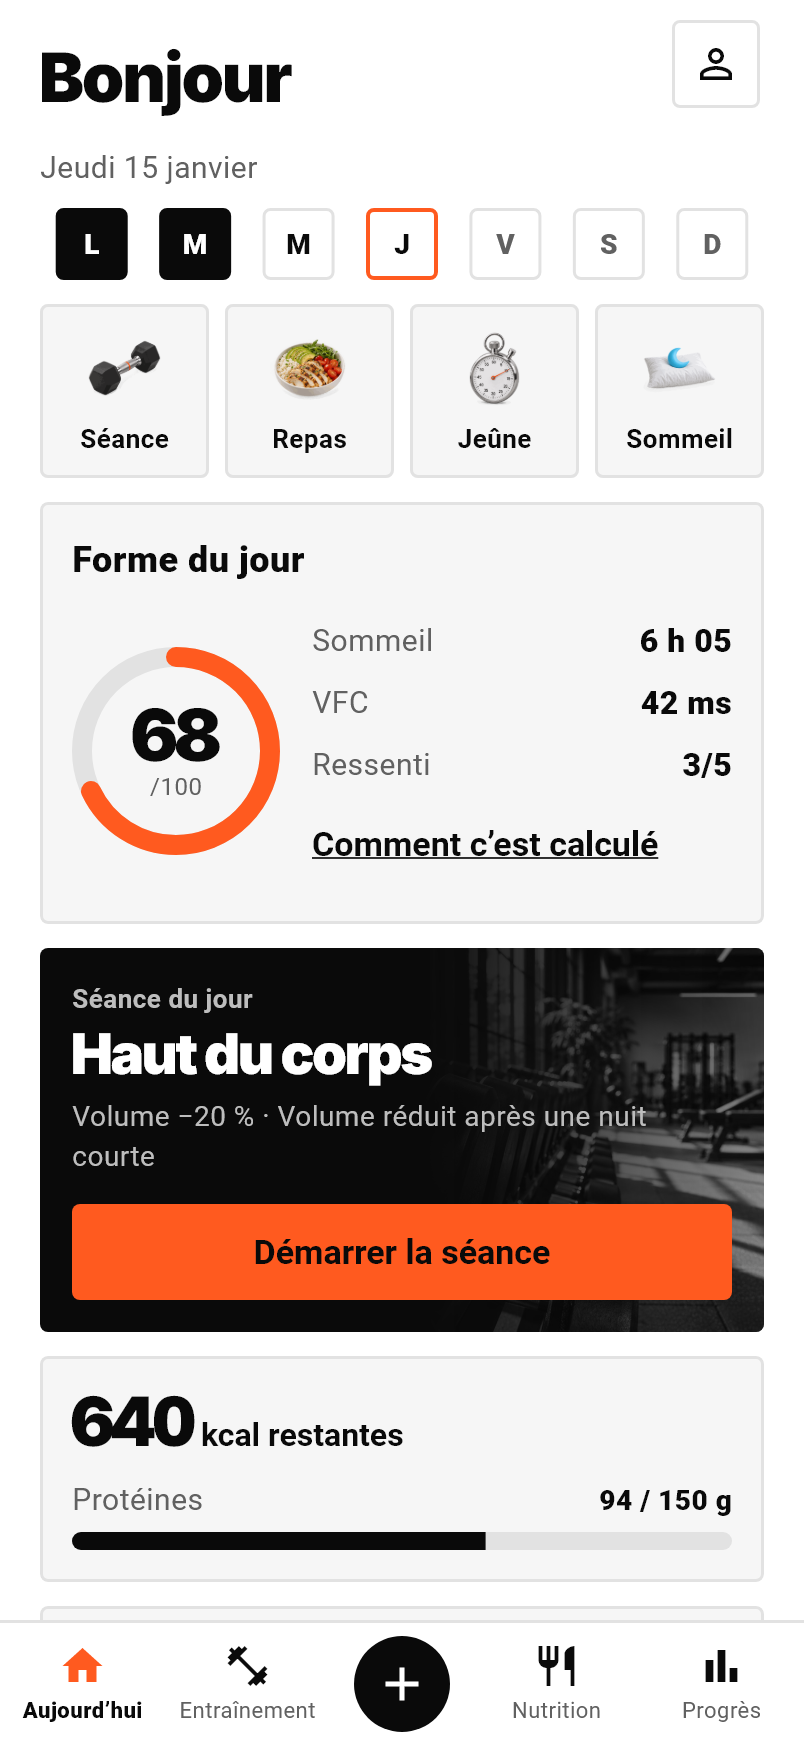 Bonjour
Jeudi 15 janvier
L M M J V S D
Séance Repas Jeûne Sommeil
Forme du jour
68
/100
Sommeil 6 h 05
VFC 42 ms
Ressenti 3/5
Comment c’est calculé
Séance du jour
Haut du corps
Volume −20 % · Volume réduit après une nuit
courte
Démarrer la séance
640 kcal restantes
Protéines 94 / 150 g
Aujourd’hui Entraînement Nutrition Progrès